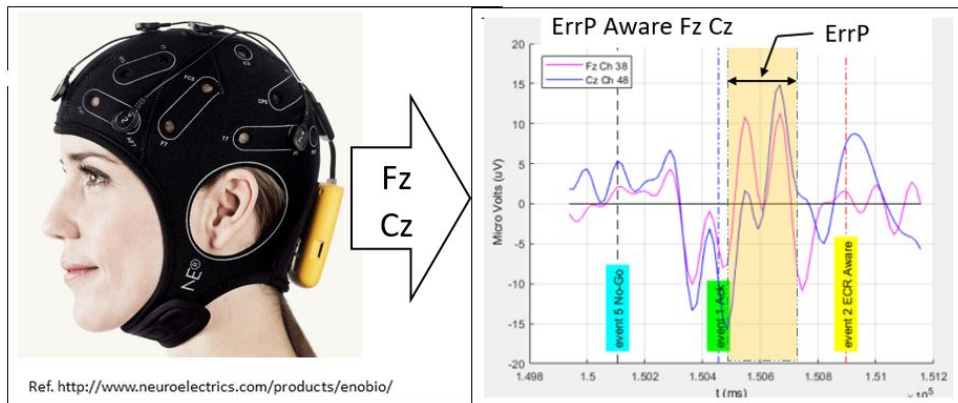 Fz
Cz
NE®
Ref. http://www.neuroelectrics.com/products/enobio/
ErrP Aware Fz Cz
ErrP
Fz Ch 38
Cz Ch 48
Micro Volts (uV)
20
15
10
5
0
-5
-10
-15
-20
event 5 No-Go
event 1 Ack
event 2 ECR Aware
1.498 1.5 1.502 1.504 1.506 1.508 1.51 1.512
t (ms)
×10⁵